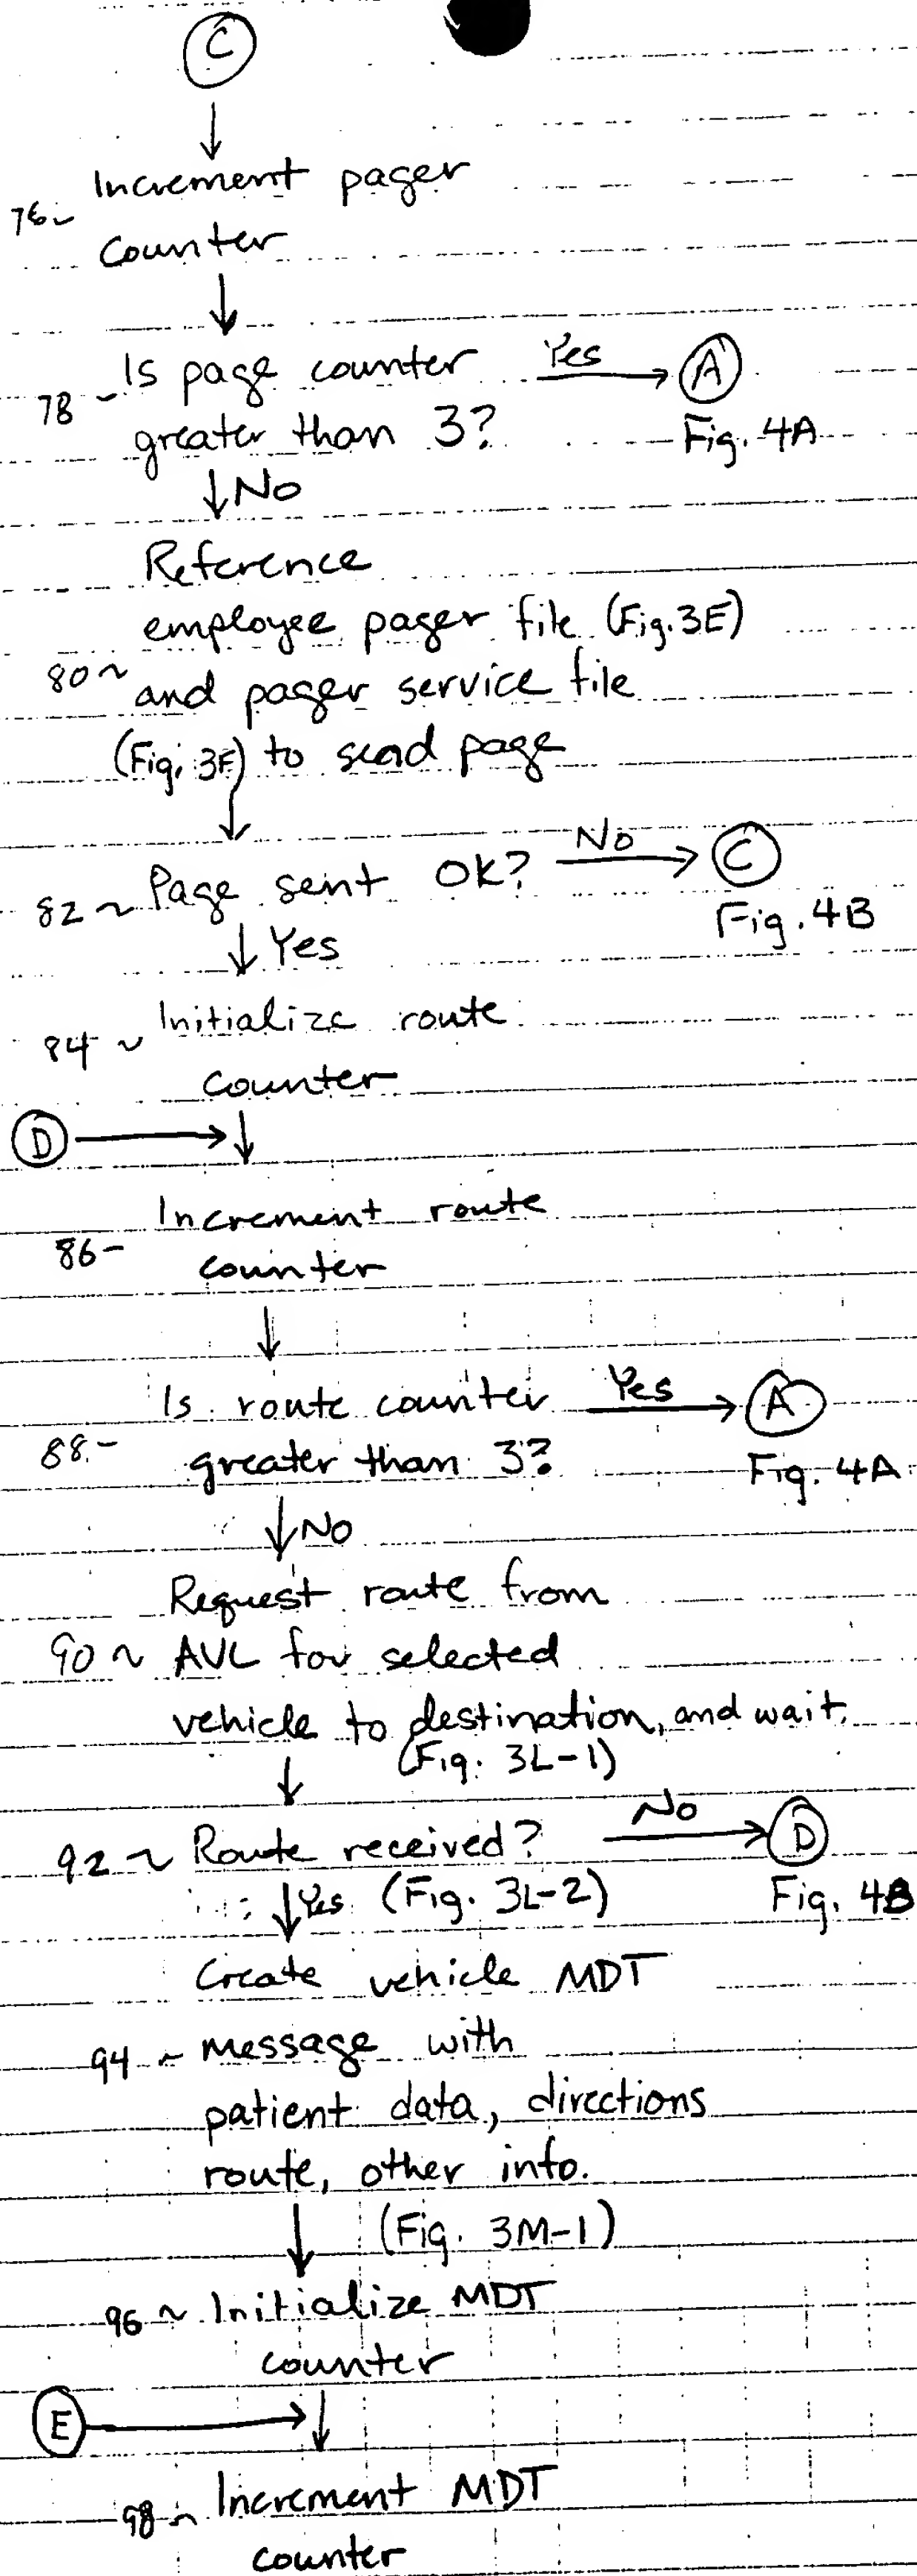 C
Increment pager
76~
Counter
Is page counter Yes A
78 -
greater than 3? Fig. 4A
No
Reference
employee pager file (Fig. 3E)
80~
and pager service file
(Fig. 3F) to send page
Page sent OK? No C
82~
Fig. 4B
Yes
Initialize route
84~
counter
D
Increment route
86-
counter
Is route counter Yes A
88.-
greater than 3? Fig. 4A
No
Request route from
90~ AVL for selected
vehicle to destination, and wait.
(Fig. 3L-1)
92~ Route received? No D
Yes (Fig. 3L-2) Fig. 4B
Create vehicle MDT
94~ message with
patient data, directions
route, other info.
(Fig. 3M-1)
96~ Initialize MDT
counter
E
98~ Increment MDT
counter